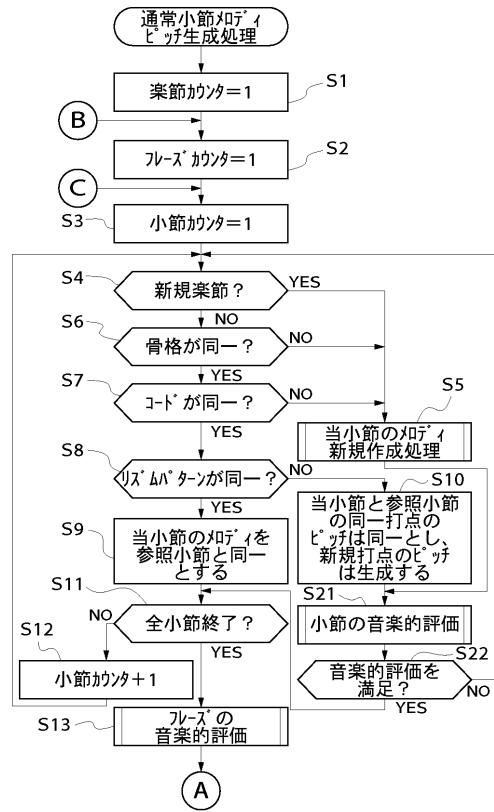 通常小節ﾒﾛﾃﾞｨ
ﾋﾟｯﾁ生成処理
楽節ｶｳﾝﾀ＝1
S1
B
ﾌﾚｰｽﾞｶｳﾝﾀ＝1
S2
C
小節ｶｳﾝﾀ＝1
S3
S4
新規楽節？
YES
NO
S6
骨格が同一？
NO
YES
S7
ｺｰﾄﾞが同一？
NO
YES
S5
当小節のﾒﾛﾃﾞｨ
新規作成処理
S8
ﾘｽﾞﾑﾊﾟﾀｰﾝが同一？
NO
YES
S10
当小節と参照小節
の同一打点の
ﾋﾟｯﾁは同一とし、
新規打点のﾋﾟｯﾁ
は生成する
S9
当小節のﾒﾛﾃﾞｨを
参照小節と同一
とする
S11
全小節終了？
NO
YES
S21
小節の音楽的評価
S22
音楽的評価を
満足？
NO
YES
S12
小節ｶｳﾝﾀ＋1
S13
ﾌﾚｰｽﾞの
音楽的評価
A